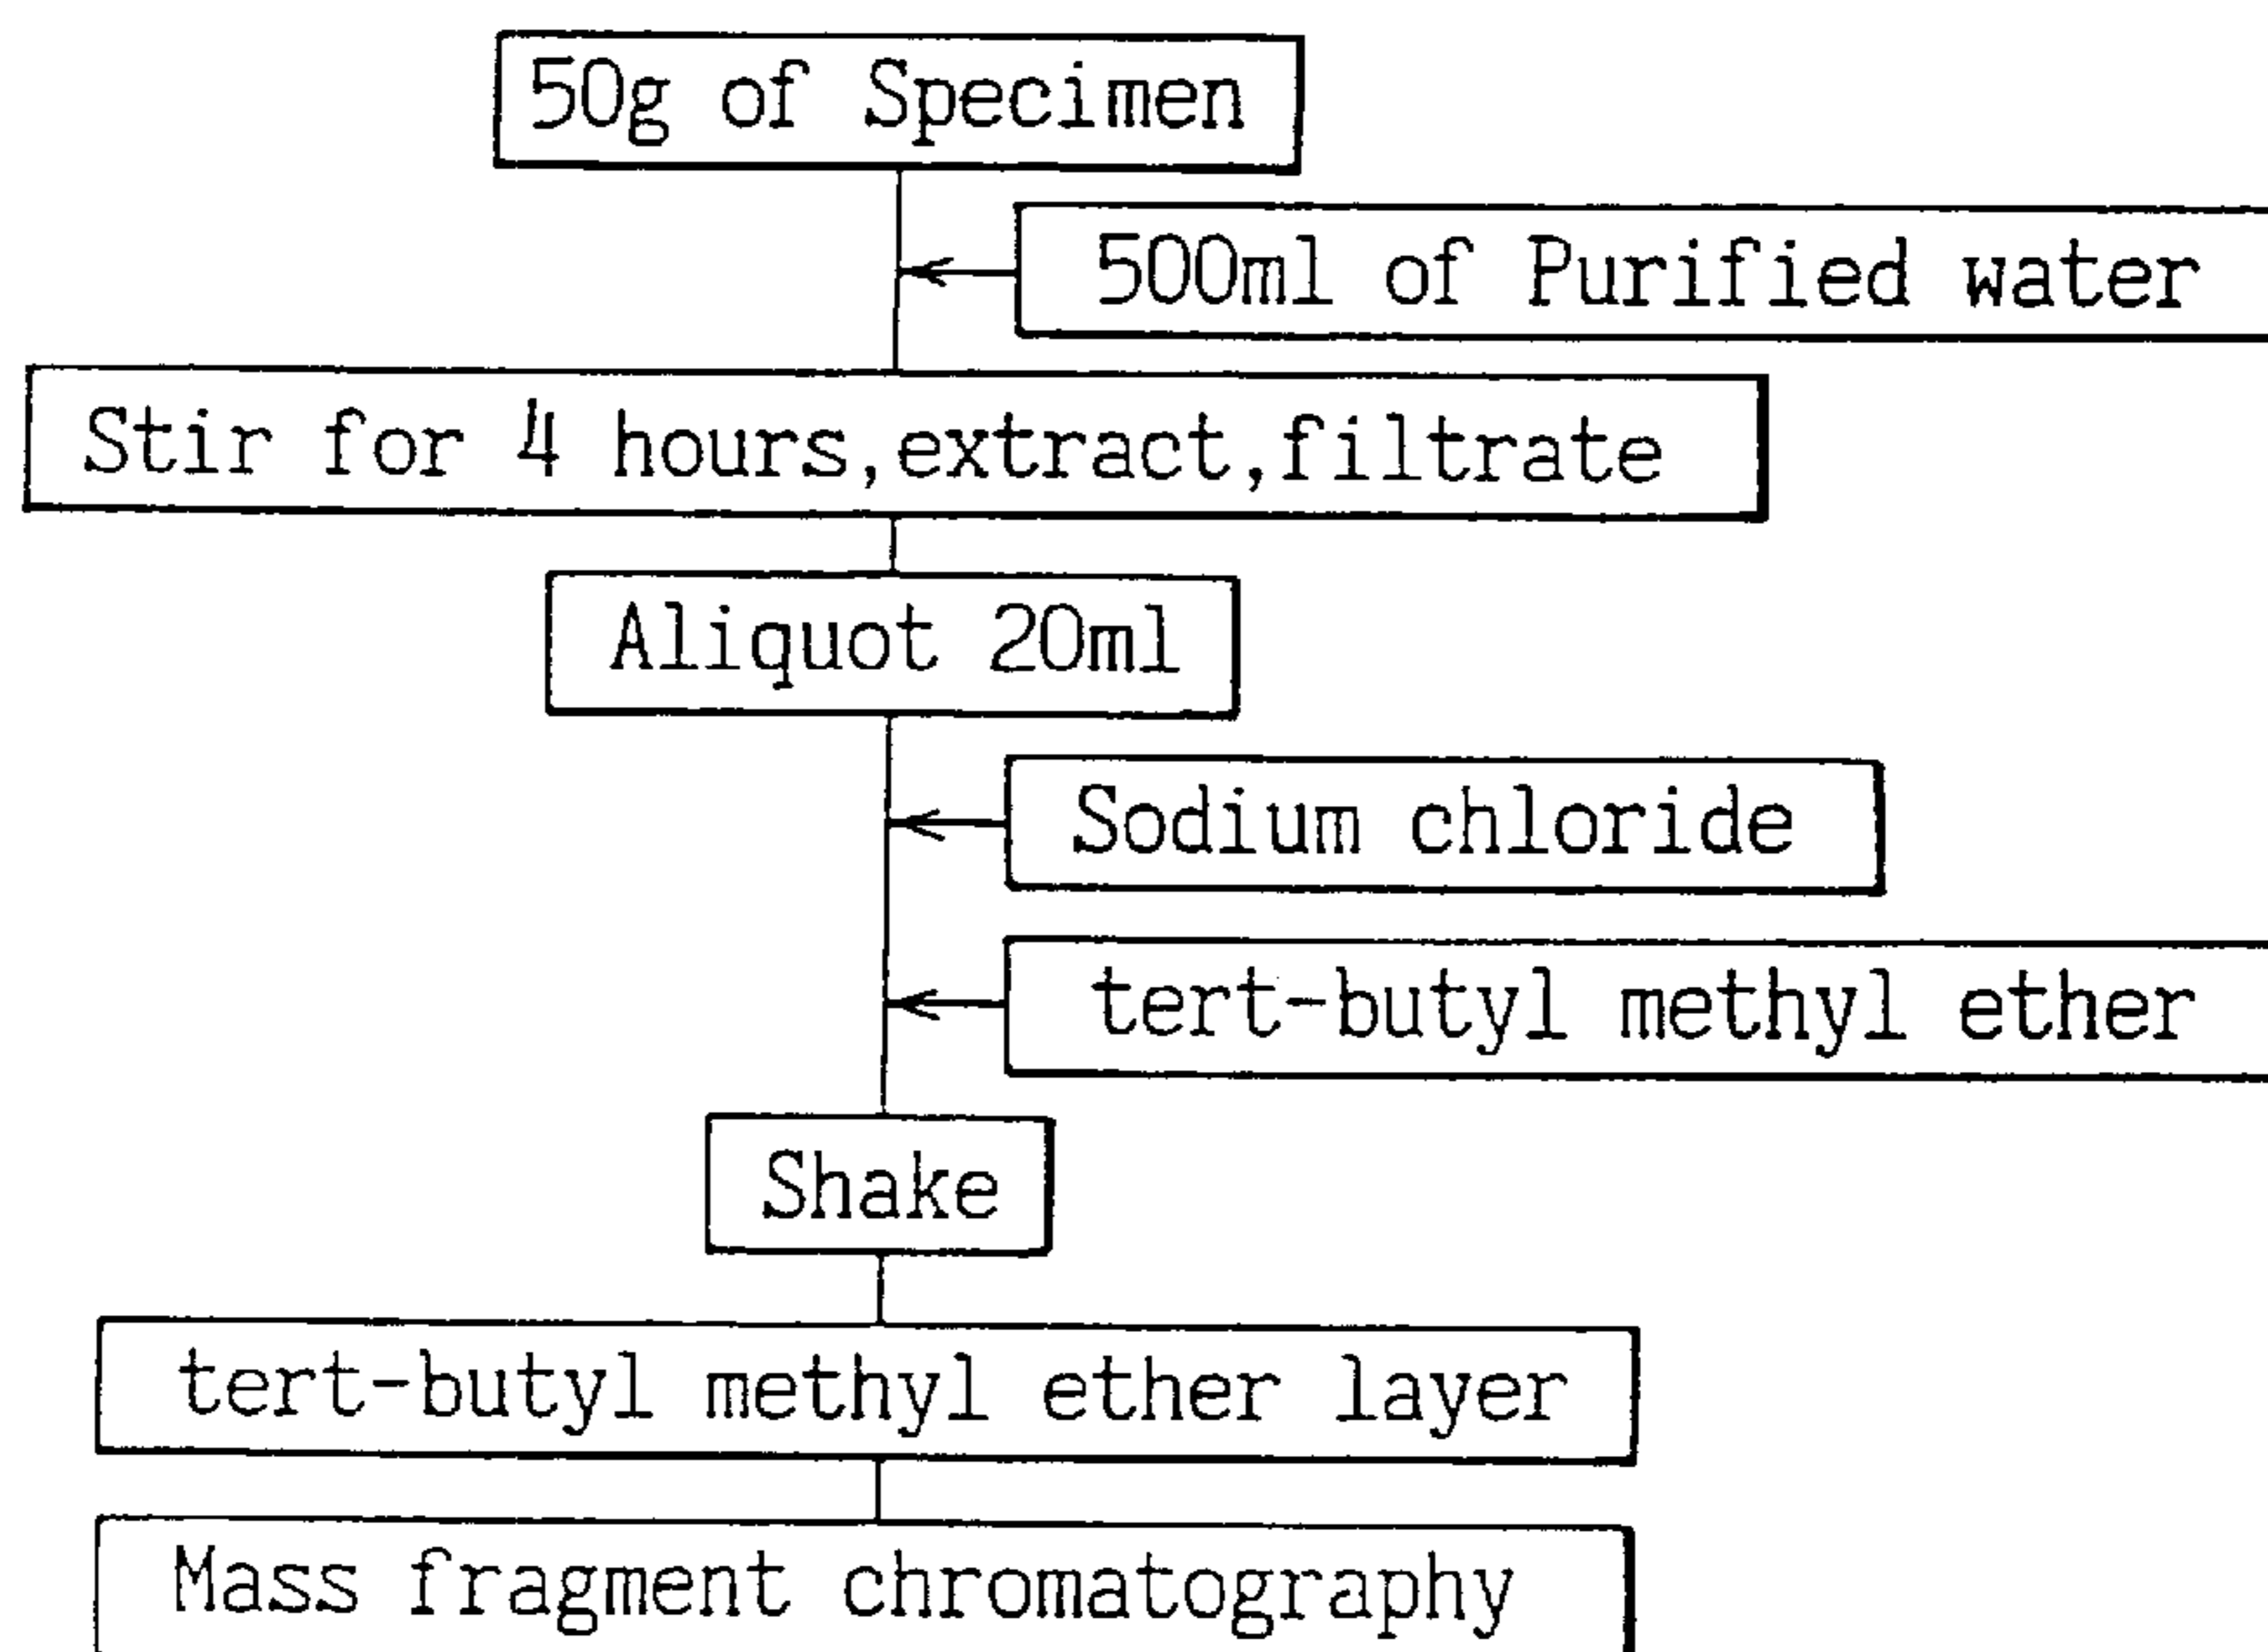 50g of Specimen
500ml of Purified water
Stir for 4 hours,extract,filtrate
Aliquot 20ml
Sodium chloride
tert-butyl methyl ether
Shake
tert-butyl methyl ether layer
Mass fragment chromatography